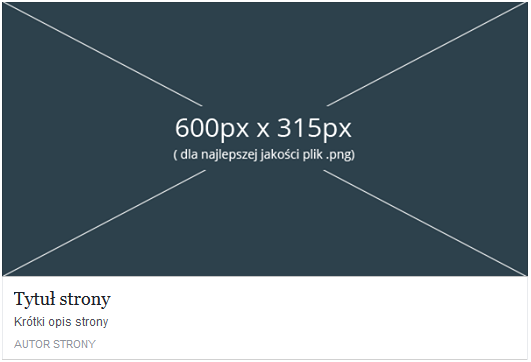 600px x 315px
( dla najlepszej jakości plik .png)
Tytuł strony
Krótki opis strony
AUTOR STRONY